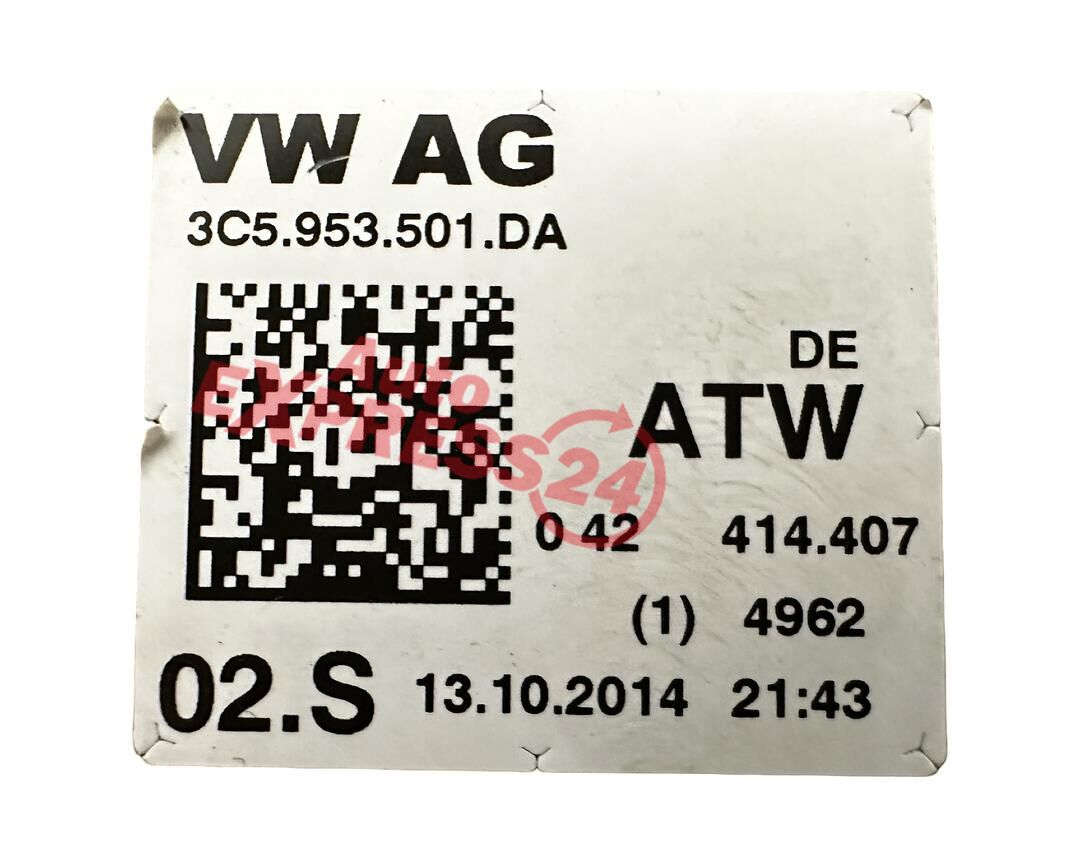 VW AG
3C5.953.501.DA
DE
ATW
Auto
EXPRESS24
0 42 414.407
(1) 4962
02.S 13.10.2014 21:43